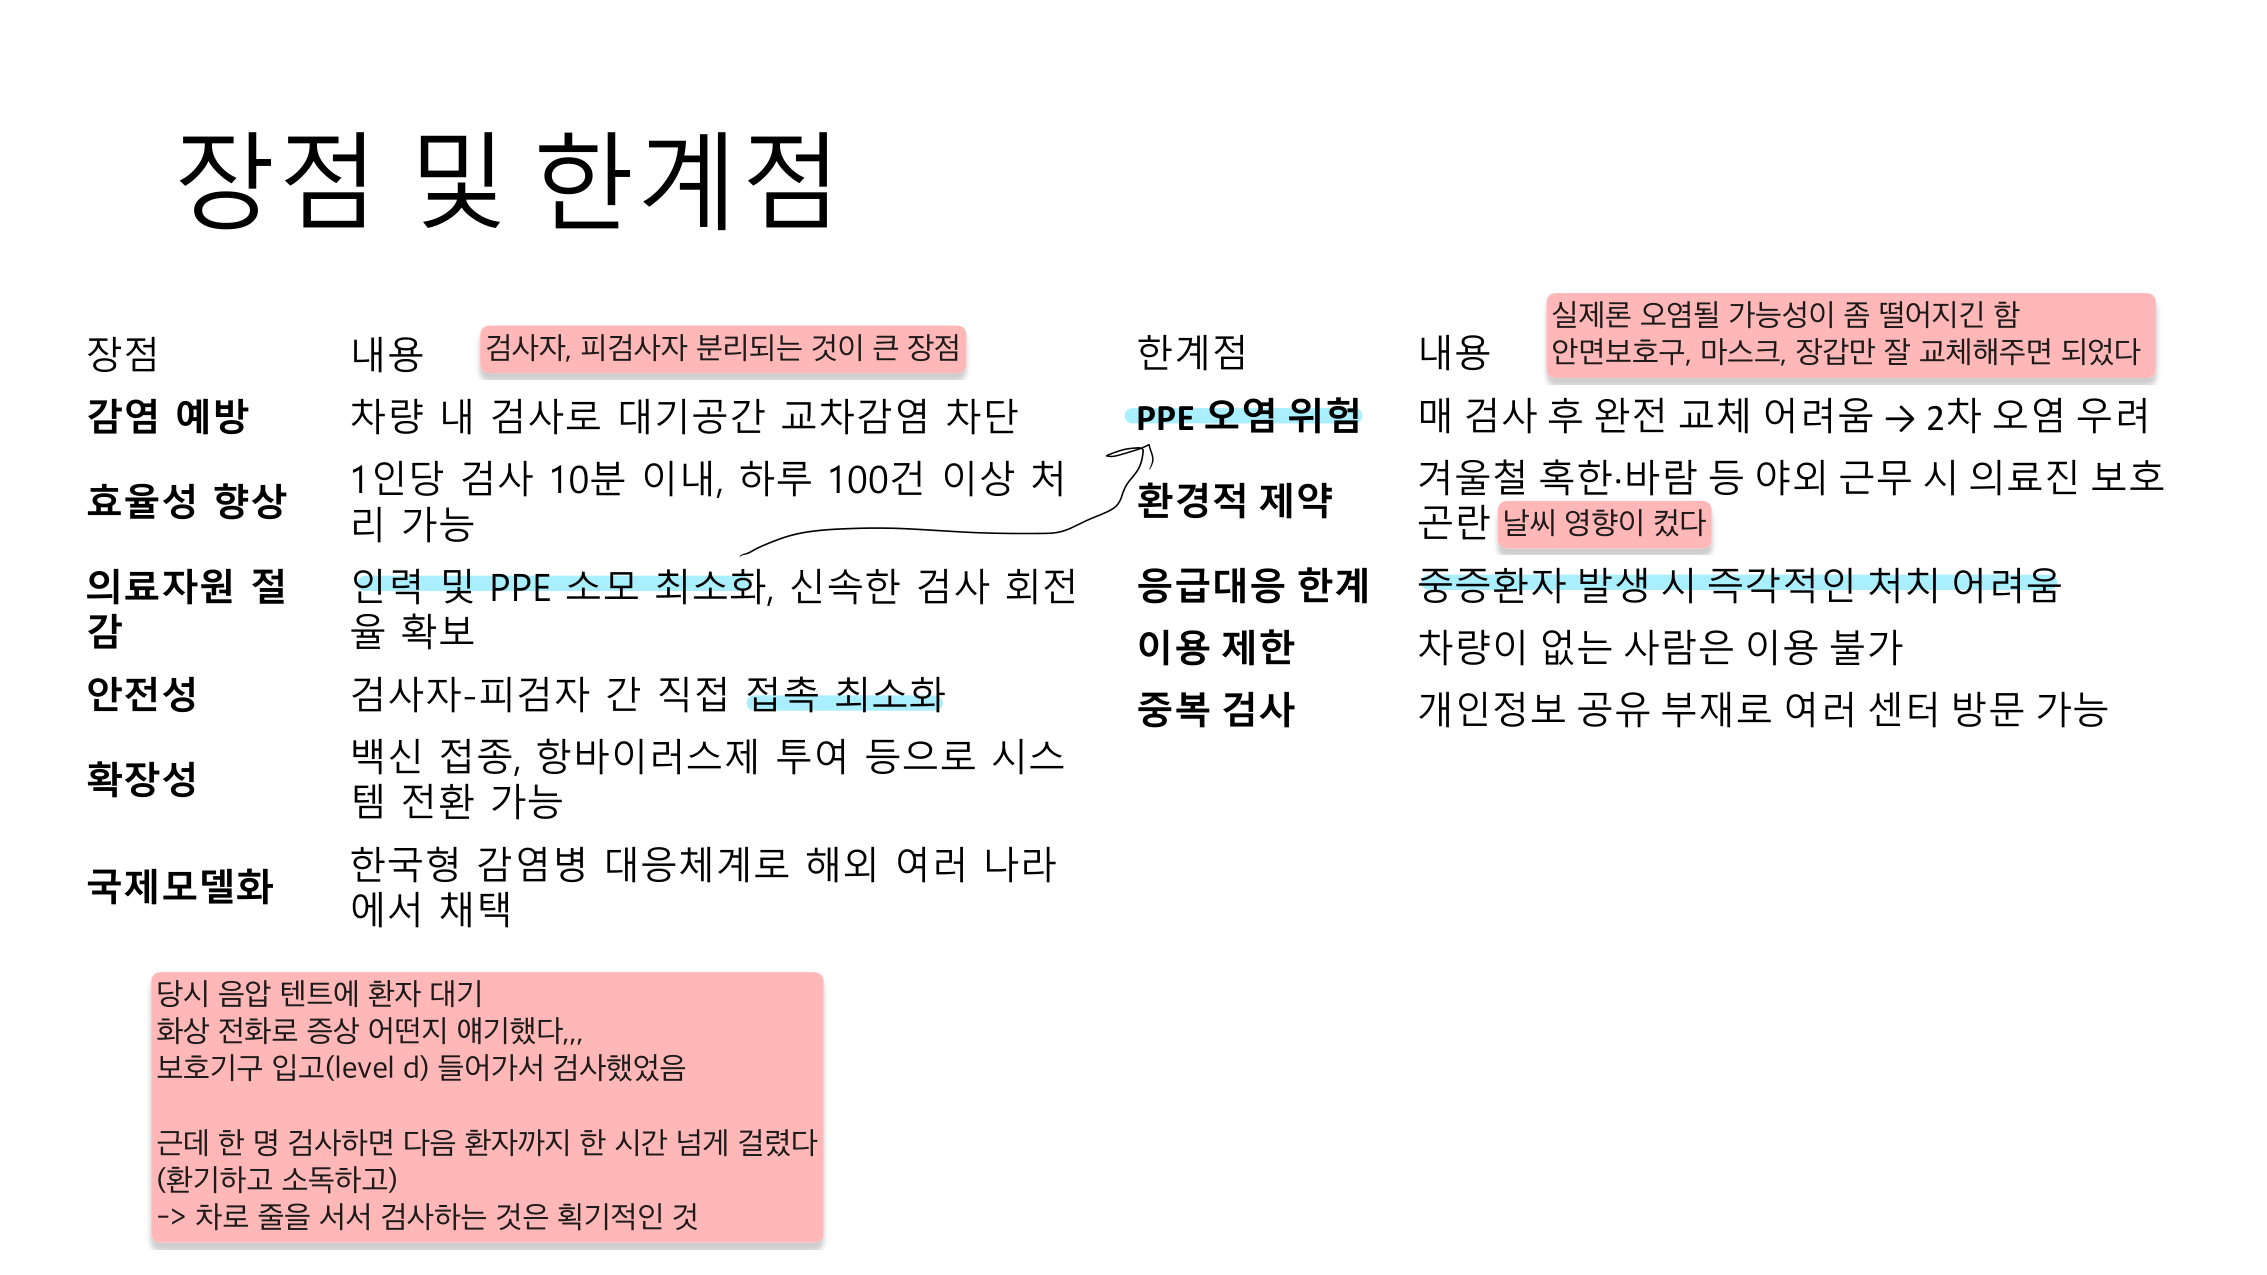 장점 및 한계점
장점
내용
검사자, 피검사자 분리되는 것이 큰 장점
감염 예방
차량 내 검사로 대기공간 교차감염 차단
효율성 향상
1인당 검사 10분 이내, 하루 100건 이상 처
리 가능
의료자원 절
감
인력 및 PPE 소모 최소화, 신속한 검사 회전
율 확보
안전성
검사자-피검자 간 직접 접촉 최소화
확장성
백신 접종, 항바이러스제 투여 등으로 시스
템 전환 가능
국제모델화
한국형 감염병 대응체계로 해외 여러 나라
에서 채택
한계점
내용
실제론 오염될 가능성이 좀 떨어지긴 함
안면보호구, 마스크, 장갑만 잘 교체해주면 되었다
PPE 오염 위험
매 검사 후 완전 교체 어려움 → 2차 오염 우려
환경적 제약
겨울철 혹한·바람 등 야외 근무 시 의료진 보호
곤란
날씨 영향이 컸다
응급대응 한계
중증환자 발생 시 즉각적인 처치 어려움
이용 제한
차량이 없는 사람은 이용 불가
중복 검사
개인정보 공유 부재로 여러 센터 방문 가능
당시 음압 텐트에 환자 대기
화상 전화로 증상 어떤지 얘기했다,,,
보호기구 입고(level d) 들어가서 검사했었음
근데 한 명 검사하면 다음 환자까지 한 시간 넘게 걸렸다
(환기하고 소독하고)
-> 차로 줄을 서서 검사하는 것은 획기적인 것